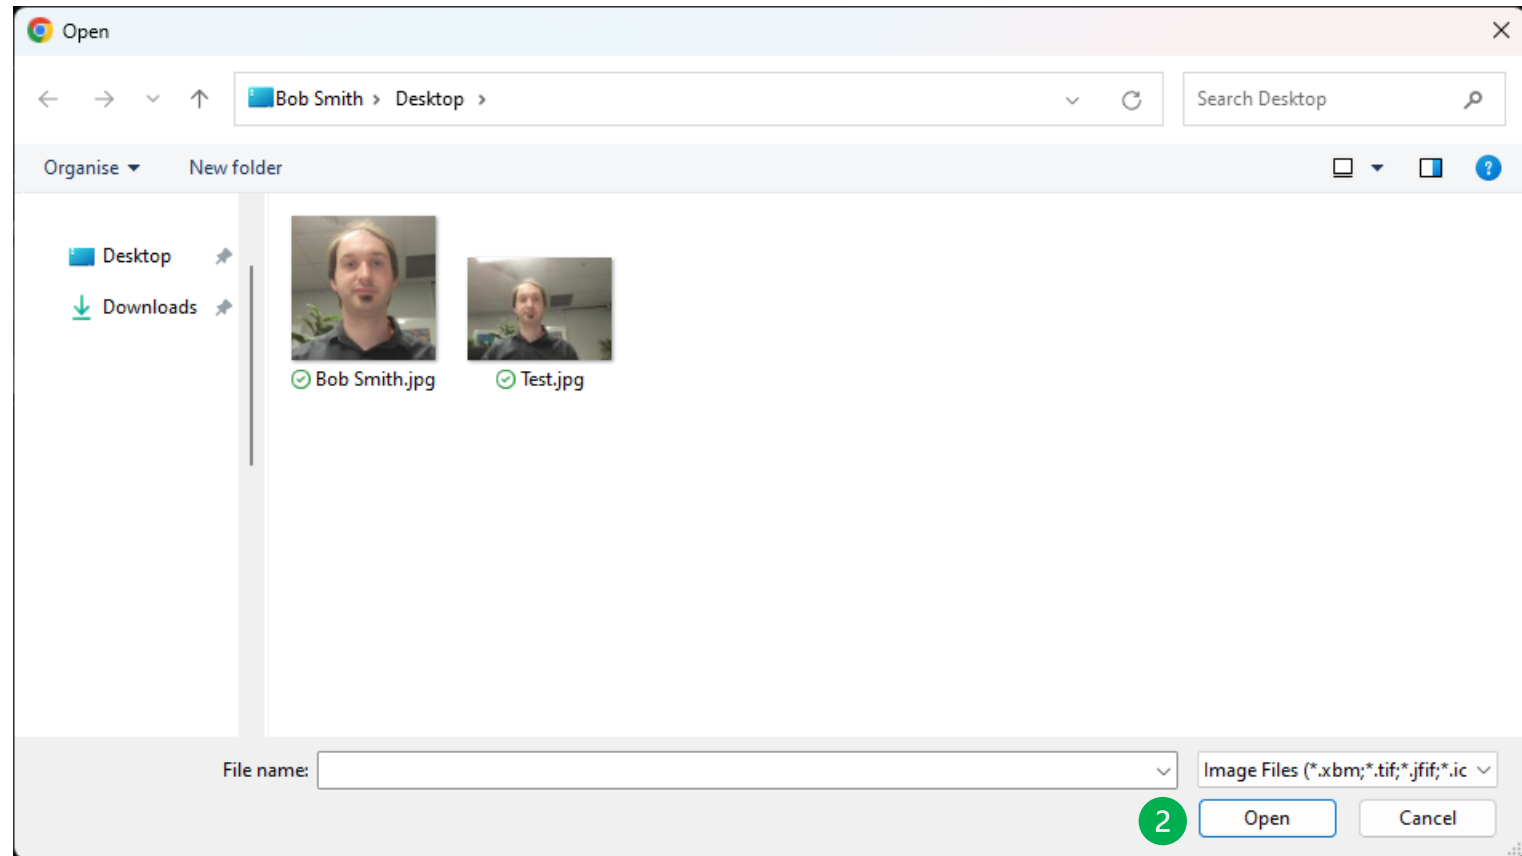 Open
Bob Smith > Desktop >
Search Desktop
Organise
New folder
?
Desktop
Downloads
Bob Smith.jpg
Test.jpg
File name:
Image Files (*.xbm;*.tif;*.jfif;*.ic
2
Open
Cancel